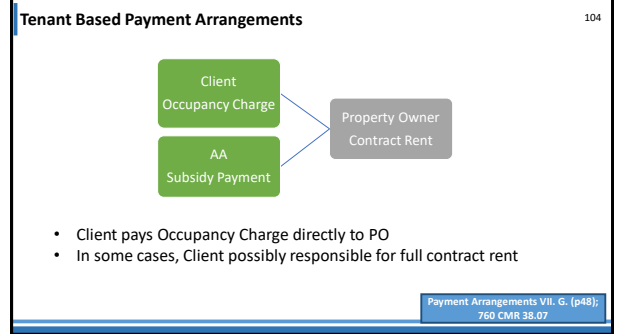 Tenant Based Payment Arrangements
104
Client
Occupancy Charge
AA
Subsidy Payment
Property Owner
Contract Rent
• Client pays Occupancy Charge directly to PO
• In some cases, Client possibly responsible for full contract rent
Payment Arrangements VII. G. (p48);
760 CMR 38.07